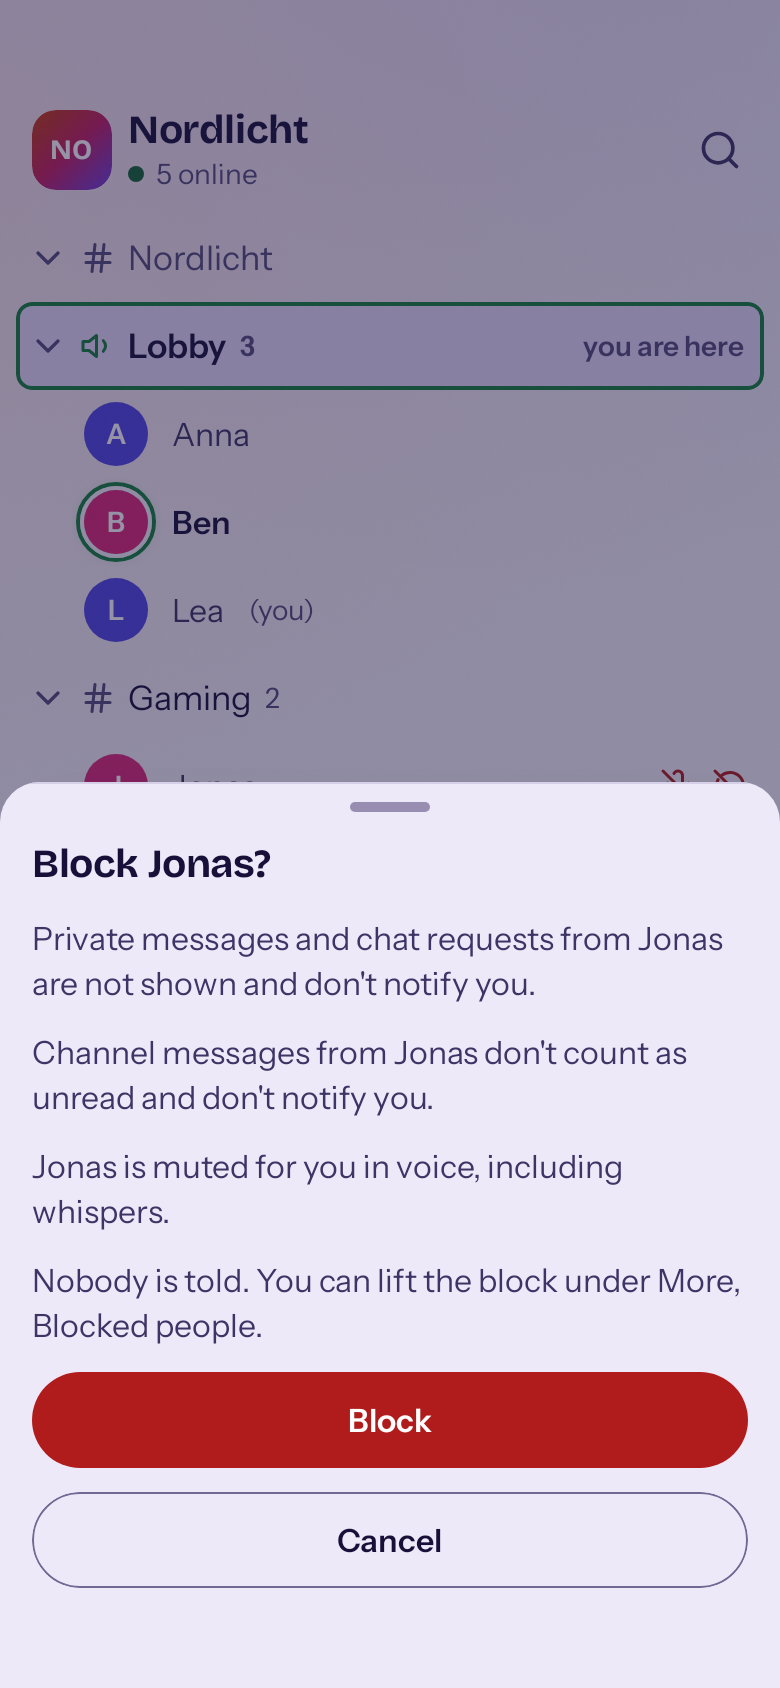 NO
Nordlicht
5 online
# Nordlicht
Lobby 3 you are here
A Anna
B Ben
L Lea (you)
# Gaming 2
Block Jonas?
Private messages and chat requests from Jonas
are not shown and don't notify you.
Channel messages from Jonas don't count as
unread and don't notify you.
Jonas is muted for you in voice, including
whispers.
Nobody is told. You can lift the block under More,
Blocked people.
Block
Cancel